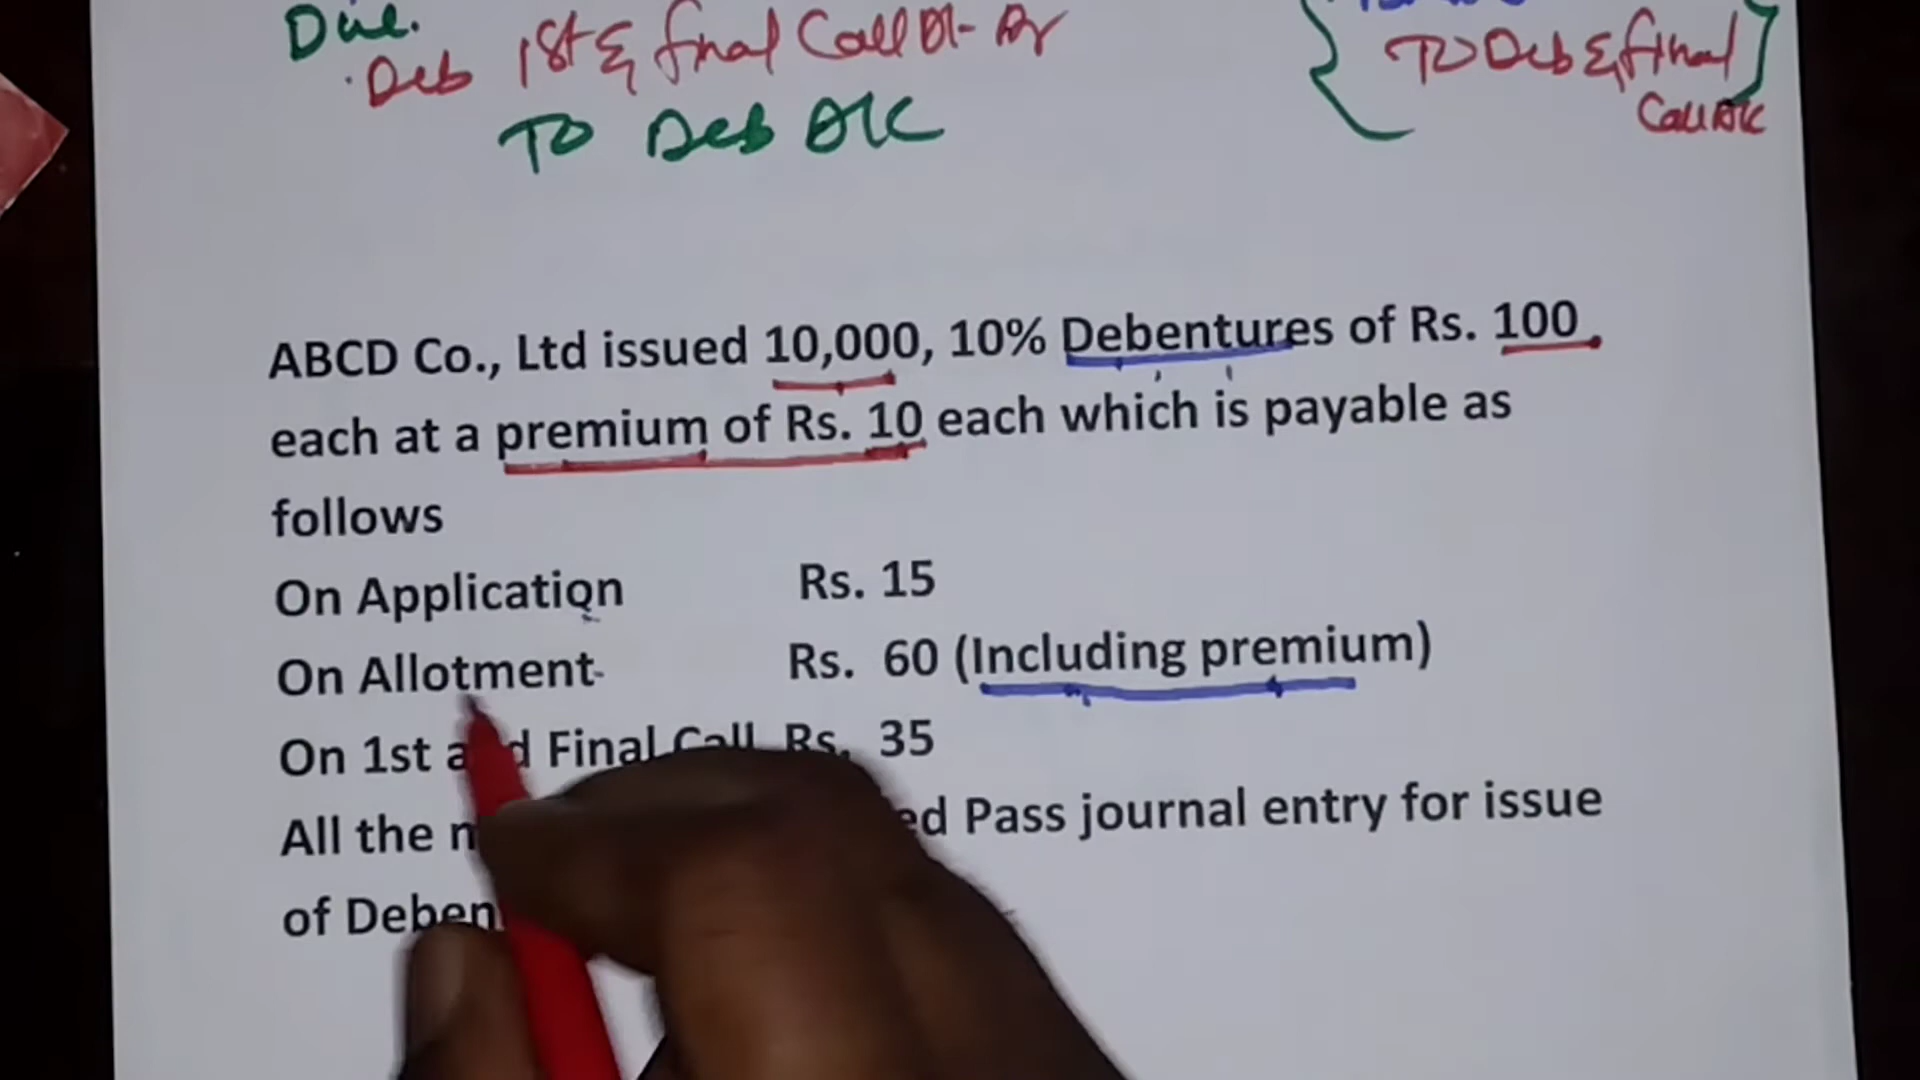 Due.
Deb 1st & final Call A/c Dr
To Deb A/c
To Deb & final
Call A/c
ABCD Co., Ltd issued 10,000, 10% Debentures of Rs. 100
each at a premium of Rs. 10 each which is payable as
follows
On Application Rs. 15
On Allotment Rs. 60 (Including premium)
On 1st and Final Call Rs. 35
All the Pass journal entry for issue
of